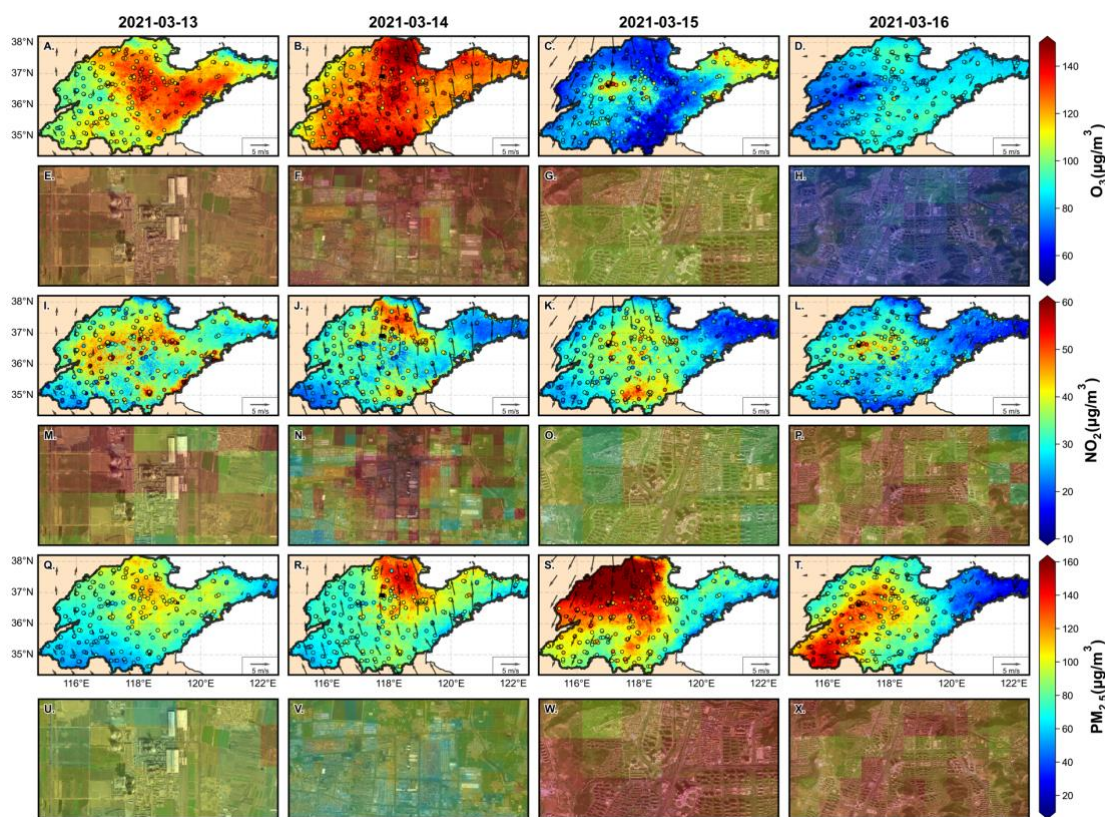 2021-03-13 2021-03-14 2021-03-15 2021-03-16
38°N A. B. C. D.
37°N
36°N
35°N
5 m/s 5 m/s 5 m/s 5 m/s
140
120
100
80
60
O₃(μg/m³)
E. F. G. H.
38°N I. J. K. L.
37°N
36°N
35°N
5 m/s 5 m/s 5 m/s 5 m/s
60
50
40
30
20
10
NO₂(μg/m³)
M. N. O. P.
38°N Q. R. S. T.
37°N
36°N
35°N
5 m/s 5 m/s 5 m/s 5 m/s
116°E 118°E 120°E 122°E 116°E 118°E 120°E 122°E 116°E 118°E 120°E 122°E 116°E 118°E 120°E 122°E
160
140
120
100
80
60
40
20
PM₂.₅(μg/m³)
U. V. W. X.